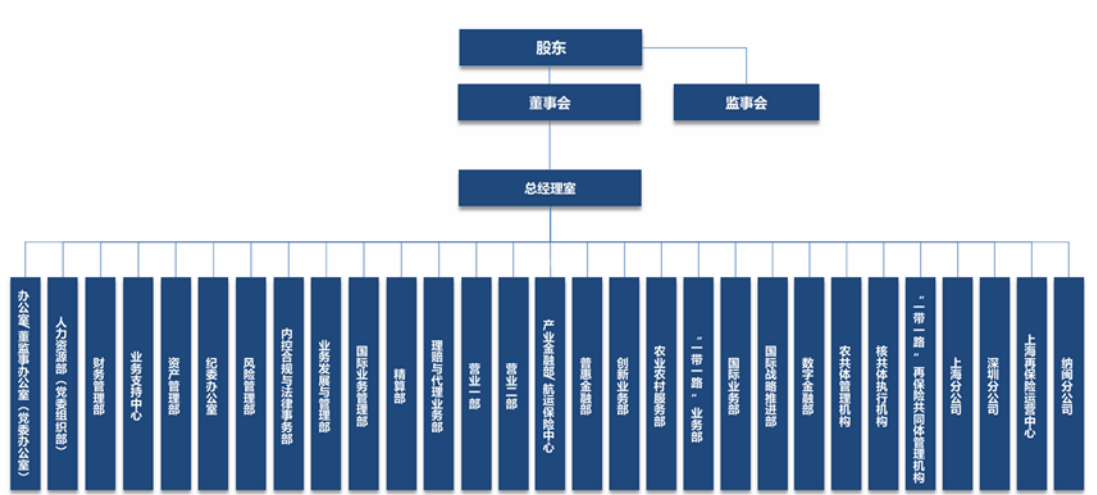 股东
董事会
监事会
总经理室
办公室、董监事办公室（党委办公室）
人力资源部（党委组织部）
财务管理部
业务支持中心
资产管理部
纪委办公室
风险管理部
内控合规与法律事务部
业务发展与管理部
国际业务管理部
精算部
理赔与代理业务部
营业一部
营业二部
产业金融部、航运保险中心
普惠金融部
创新业务部
农业农村服务部
“一带一路”业务部
国际业务部
国际战略推进部
数字金融部
农共体管理机构
核共体执行机构
“一带一路”再保险共同体管理机构
上海分公司
深圳分公司
上海再保险运营中心
纳闽分公司